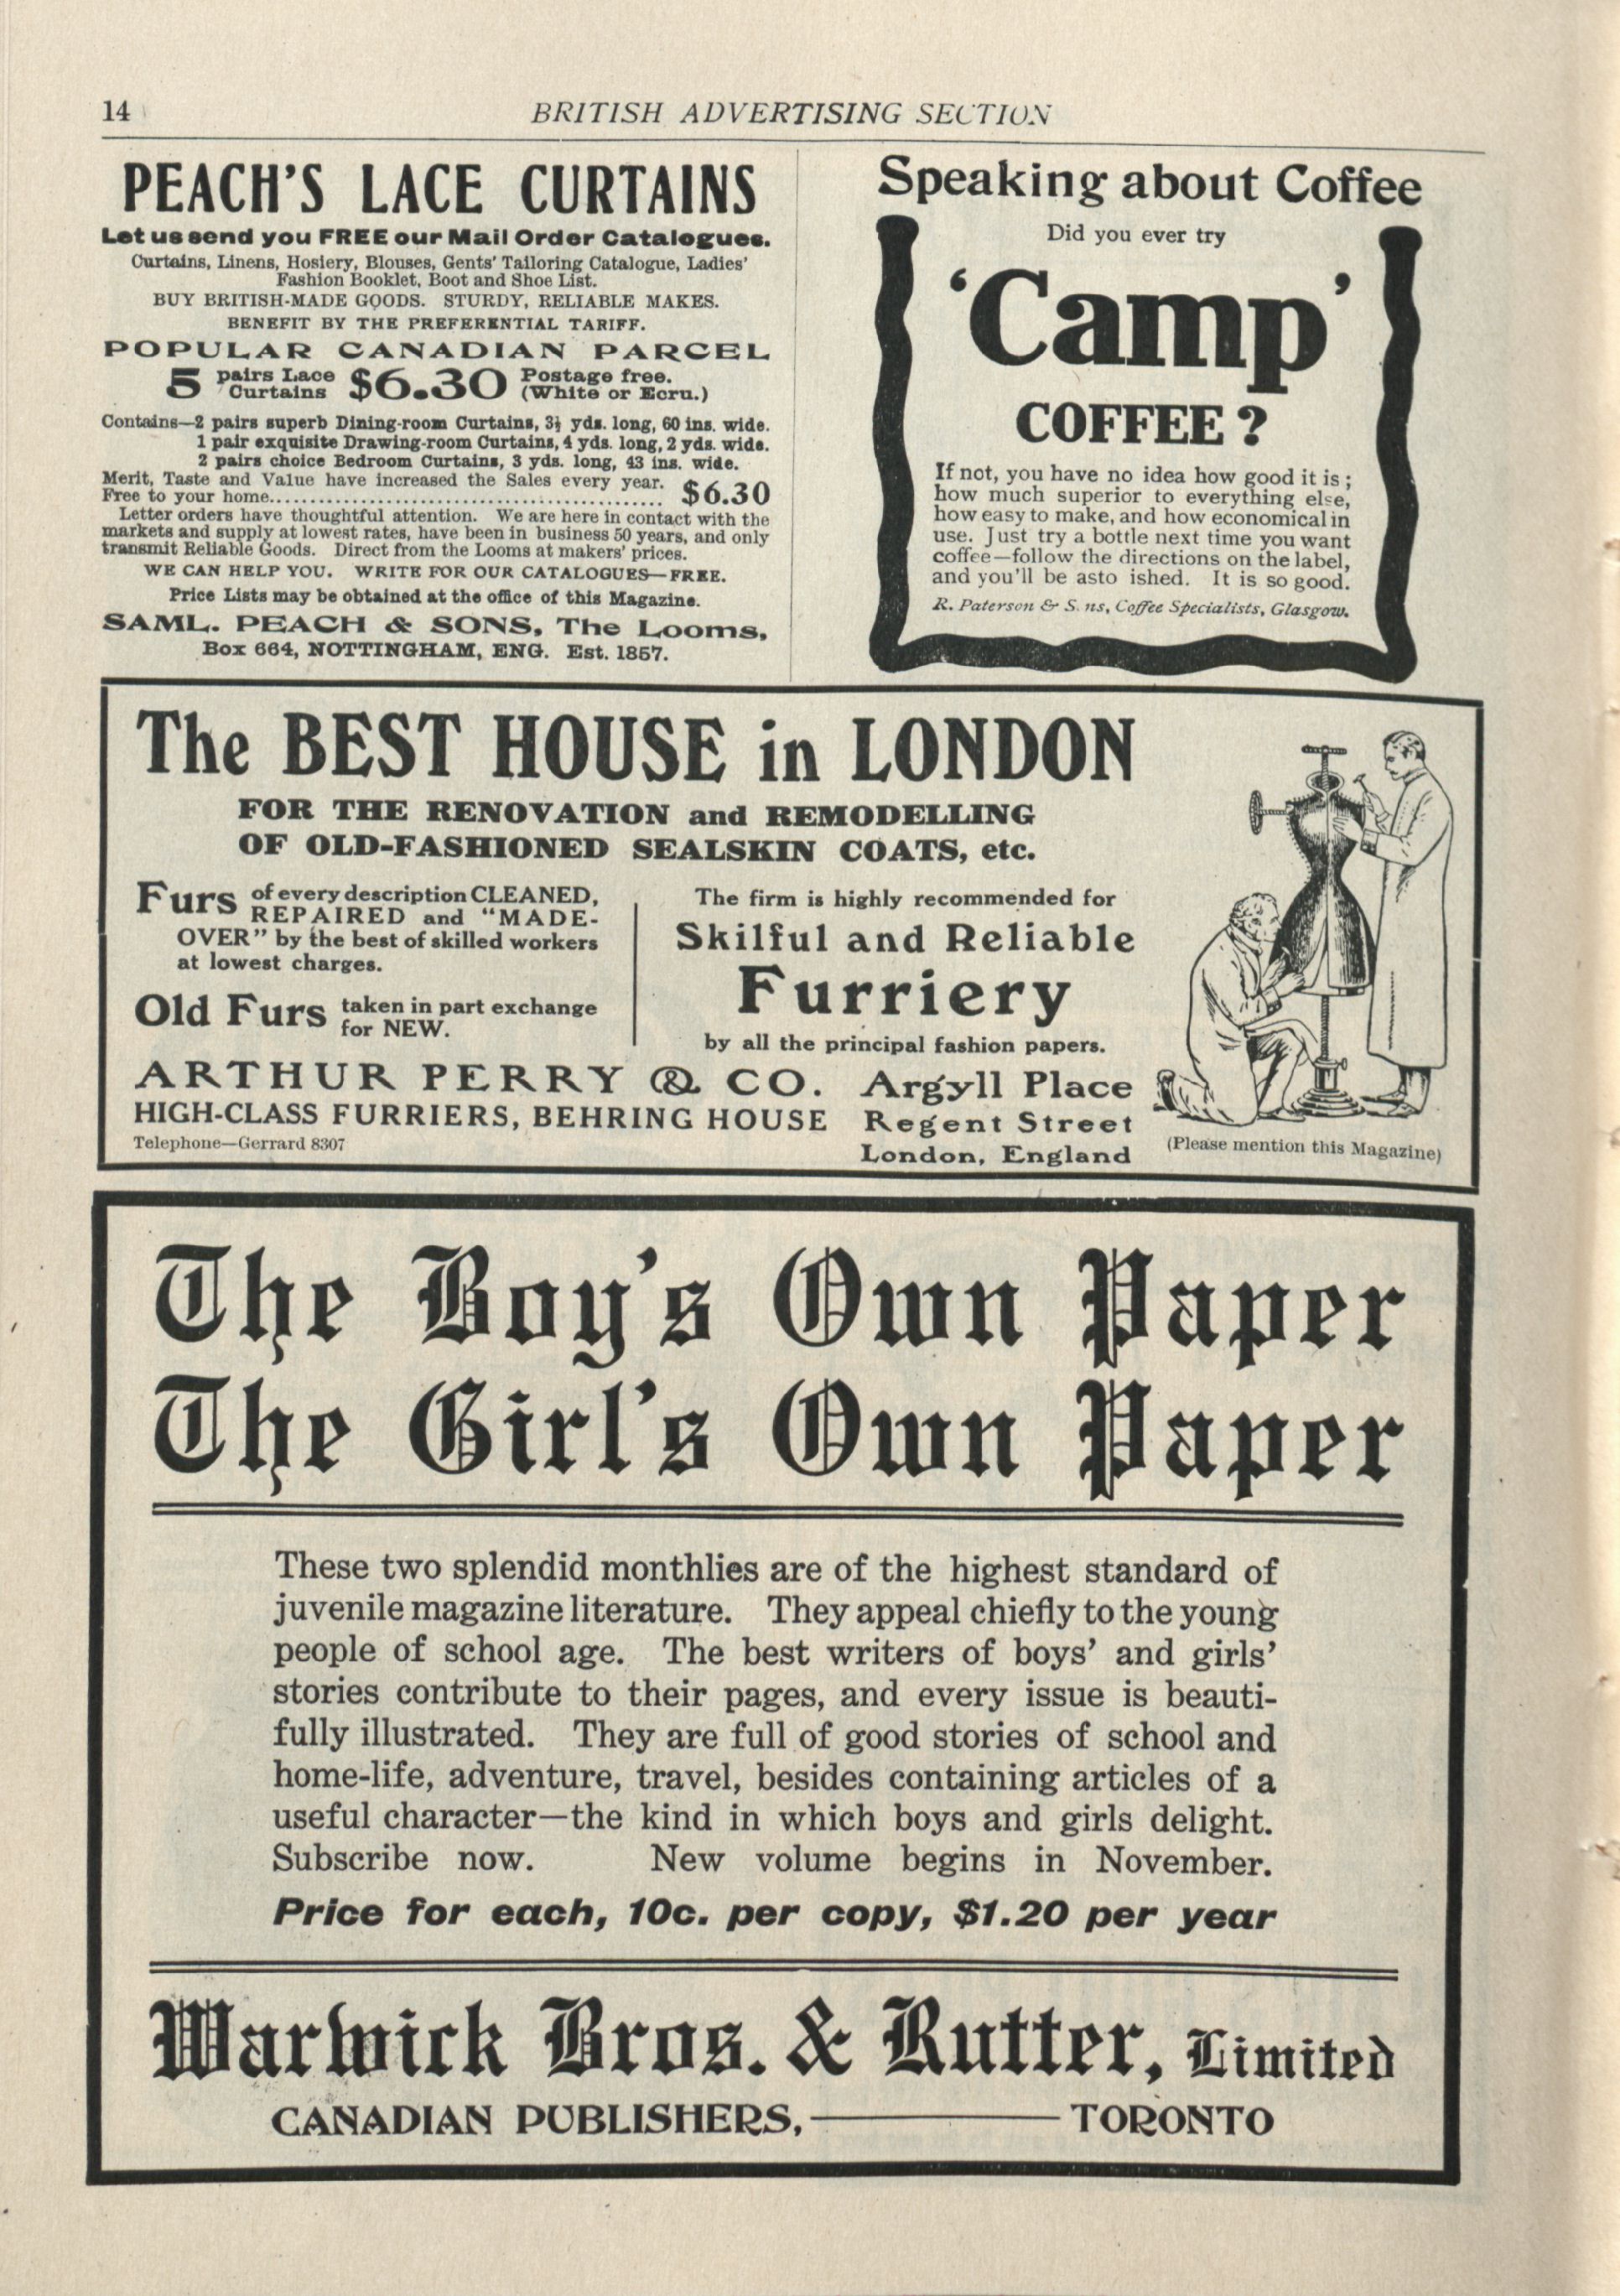 14
BRITISH ADVERTISING SECTION
PEACH'S LACE CURTAINS
Let us send you FREE our Mail Order Catalogues.
Curtains, Linens, Hosiery, Blouses, Gents' Tailoring Catalogue, Ladies'
Fashion Booklet, Boot and Shoe List.
BUY BRITISH-MADE GOODS. STURDY, RELIABLE MAKES.
BENEFIT BY THE PREFERENTIAL TARIFF.
POPULAR CANADIAN PARCEL
5 pairs Lace Curtains $6.30 Postage free. (White or Ecru.)
Contains—2 pairs superb Dining-room Curtains, 3½ yds. long, 60 ins. wide.
1 pair exquisite Drawing-room Curtains, 4 yds. long, 2 yds. wide.
2 pairs choice Bedroom Curtains, 3 yds. long, 43 ins. wide.
Merit, Taste and Value have increased the Sales every year.
Free to your home............................................... $6.30
Letter orders have thoughtful attention. We are here in contact with the
markets and supply at lowest rates, have been in business 50 years, and only
transmit Reliable Goods. Direct from the Looms at makers' prices.
WE CAN HELP YOU. WRITE FOR OUR CATALOGUES—FREE.
Price Lists may be obtained at the office of this Magazine.
SAML. PEACH & SONS, The Looms,
Box 664, NOTTINGHAM, ENG. Est. 1857.
Speaking about Coffee
Did you ever try
'Camp'
COFFEE ?
If not, you have no idea how good it is ;
how much superior to everything else,
how easy to make, and how economical in
use. Just try a bottle next time you want
coffee—follow the directions on the label,
and you'll be asto ished. It is so good.
R. Paterson & S. ns, Coffee Specialists, Glasgow.
The BEST HOUSE in LONDON
FOR THE RENOVATION and REMODELLING
OF OLD-FASHIONED SEALSKIN COATS, etc.
Furs of every description CLEANED,
REPAIRED and "MADE-
OVER" by the best of skilled workers
at lowest charges.
Old Furs taken in part exchange
for NEW.
The firm is highly recommended for
Skilful and Reliable
Furriery
by all the principal fashion papers.
ARTHUR PERRY & CO.
HIGH-CLASS FURRIERS, BEHRING HOUSE
Telephone—Gerrard 8307
Argyll Place
Regent Street
London, England
(Please mention this Magazine)
The Boy's Own Paper
The Girl's Own Paper
These two splendid monthlies are of the highest standard of
juvenile magazine literature. They appeal chiefly to the young
people of school age. The best writers of boys' and girls'
stories contribute to their pages, and every issue is beauti-
fully illustrated. They are full of good stories of school and
home-life, adventure, travel, besides containing articles of a
useful character—the kind in which boys and girls delight.
Subscribe now. New volume begins in November.
Price for each, 10c. per copy, $1.20 per year
Warwick Bros. & Rutter, Limited
CANADIAN PUBLISHERS, — TORONTO